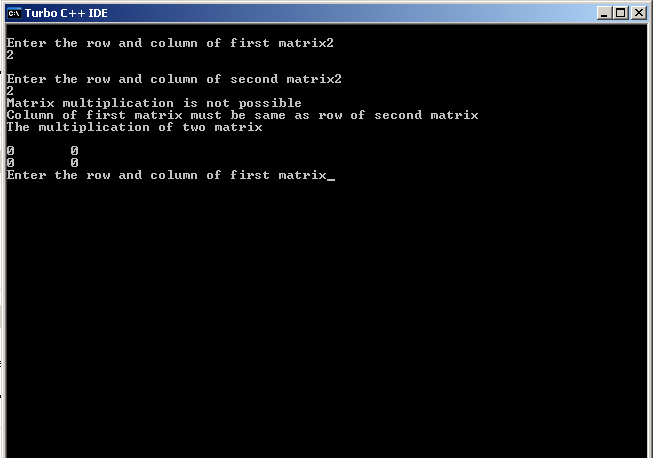 Turbo C++ IDE
Enter the row and column of first matrix2
2
Enter the row and column of second matrix2
2
Matrix multiplication is not possible
Column of first matrix must be same as row of second matrix
The multiplication of two matrix
0 0
0 0
Enter the row and column of first matrix_